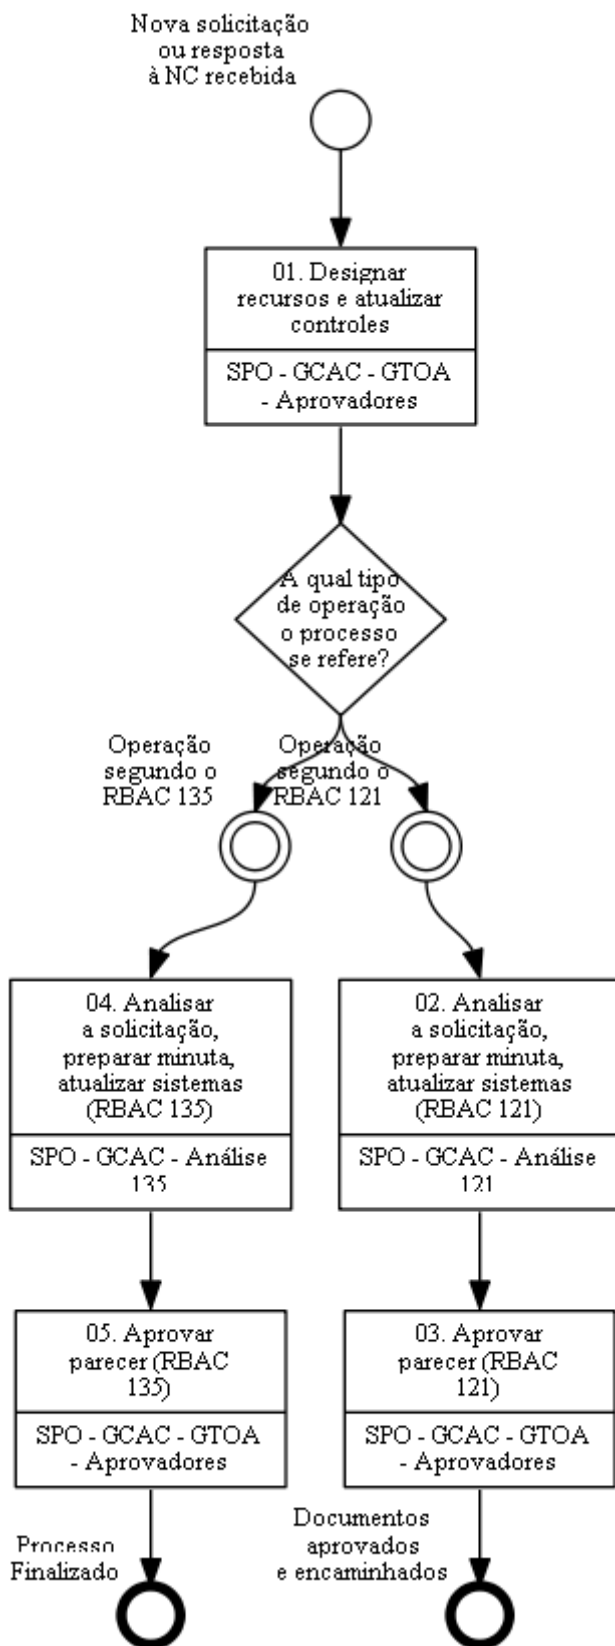 Nova solicitação
ou resposta
à NC recebida
01. Designar
recursos e atualizar
controles
SPO - GCAC - GTOA
- Aprovadores
A qual tipo
de operação
o processo
se refere?
Operação
segundo o
RBAC 135
Operação
segundo o
RBAC 121
04. Analisar
a solicitação,
preparar minuta,
atualizar sistemas
(RBAC 135)
SPO - GCAC - Análise
135
02. Analisar
a solicitação,
preparar minuta,
atualizar sistemas
(RBAC 121)
SPO - GCAC - Análise
121
05. Aprovar
parecer (RBAC
135)
SPO - GCAC - GTOA
- Aprovadores
03. Aprovar
parecer (RBAC
121)
SPO - GCAC - GTOA
- Aprovadores
Processo
Finalizado
Documentos
aprovados
e encaminhados